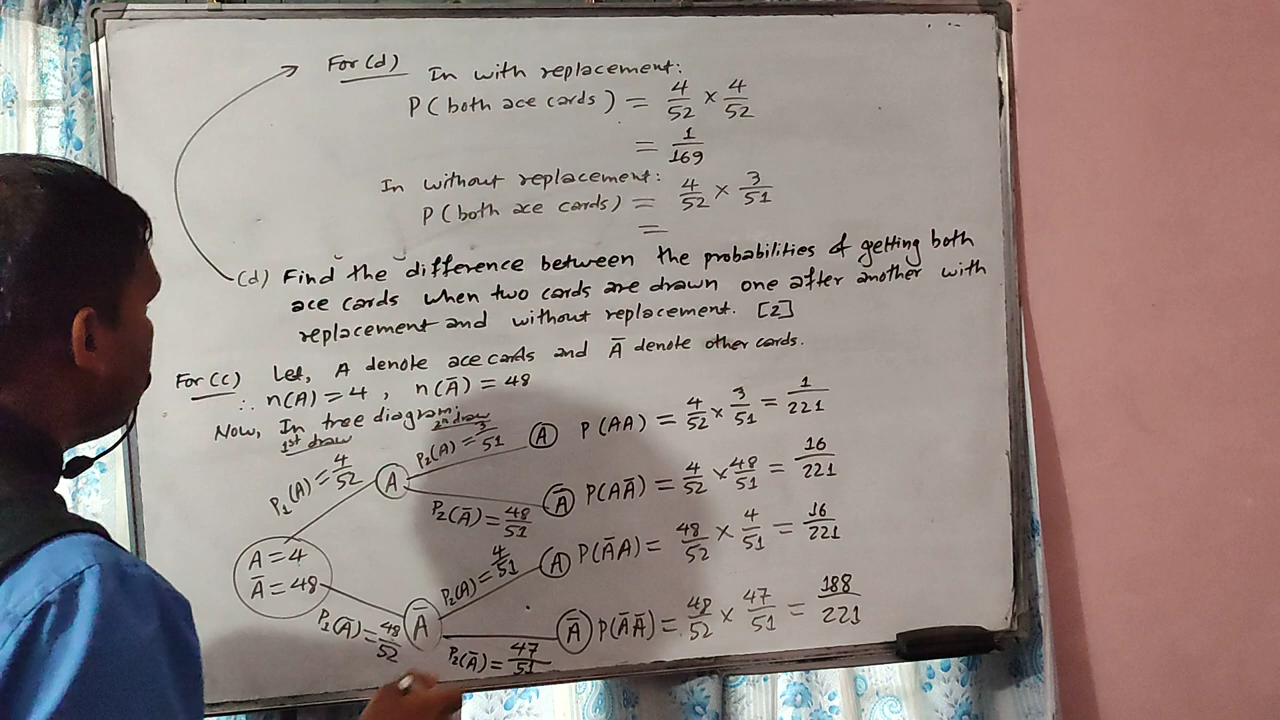 For (d) In with replacement:
P (both ace cards) = 4/52 × 4/52
= 1/169
In without replacement:
P (both ace cards) = 4/52 × 3/51
=
(d) Find the difference between the probabilities of getting both
ace cards when two cards are drawn one after another with
replacement and without replacement. [2]
For (c) Let, A denote ace cards and Ā denote other cards.
∴ n(A) = 4, n(Ā) = 48
Now, In tree diagram;
1st draw
2nd draw
P₁(A) = 4/52
A
P₂(A) = 3/51
A
P(AA) = 4/52 × 3/51 = 1/221
P₂(Ā) = 48/51
Ā
P(AĀ) = 4/52 × 48/51 = 16/221
A = 4
Ā = 48
P₂(A) = 4/51
A
P(ĀA) = 48/52 × 4/51 = 16/221
(Ā) = 48/52
Ā
P₂(Ā) = 47/51
Ā
P(ĀĀ) = 48/52 × 47/51 = 188/221